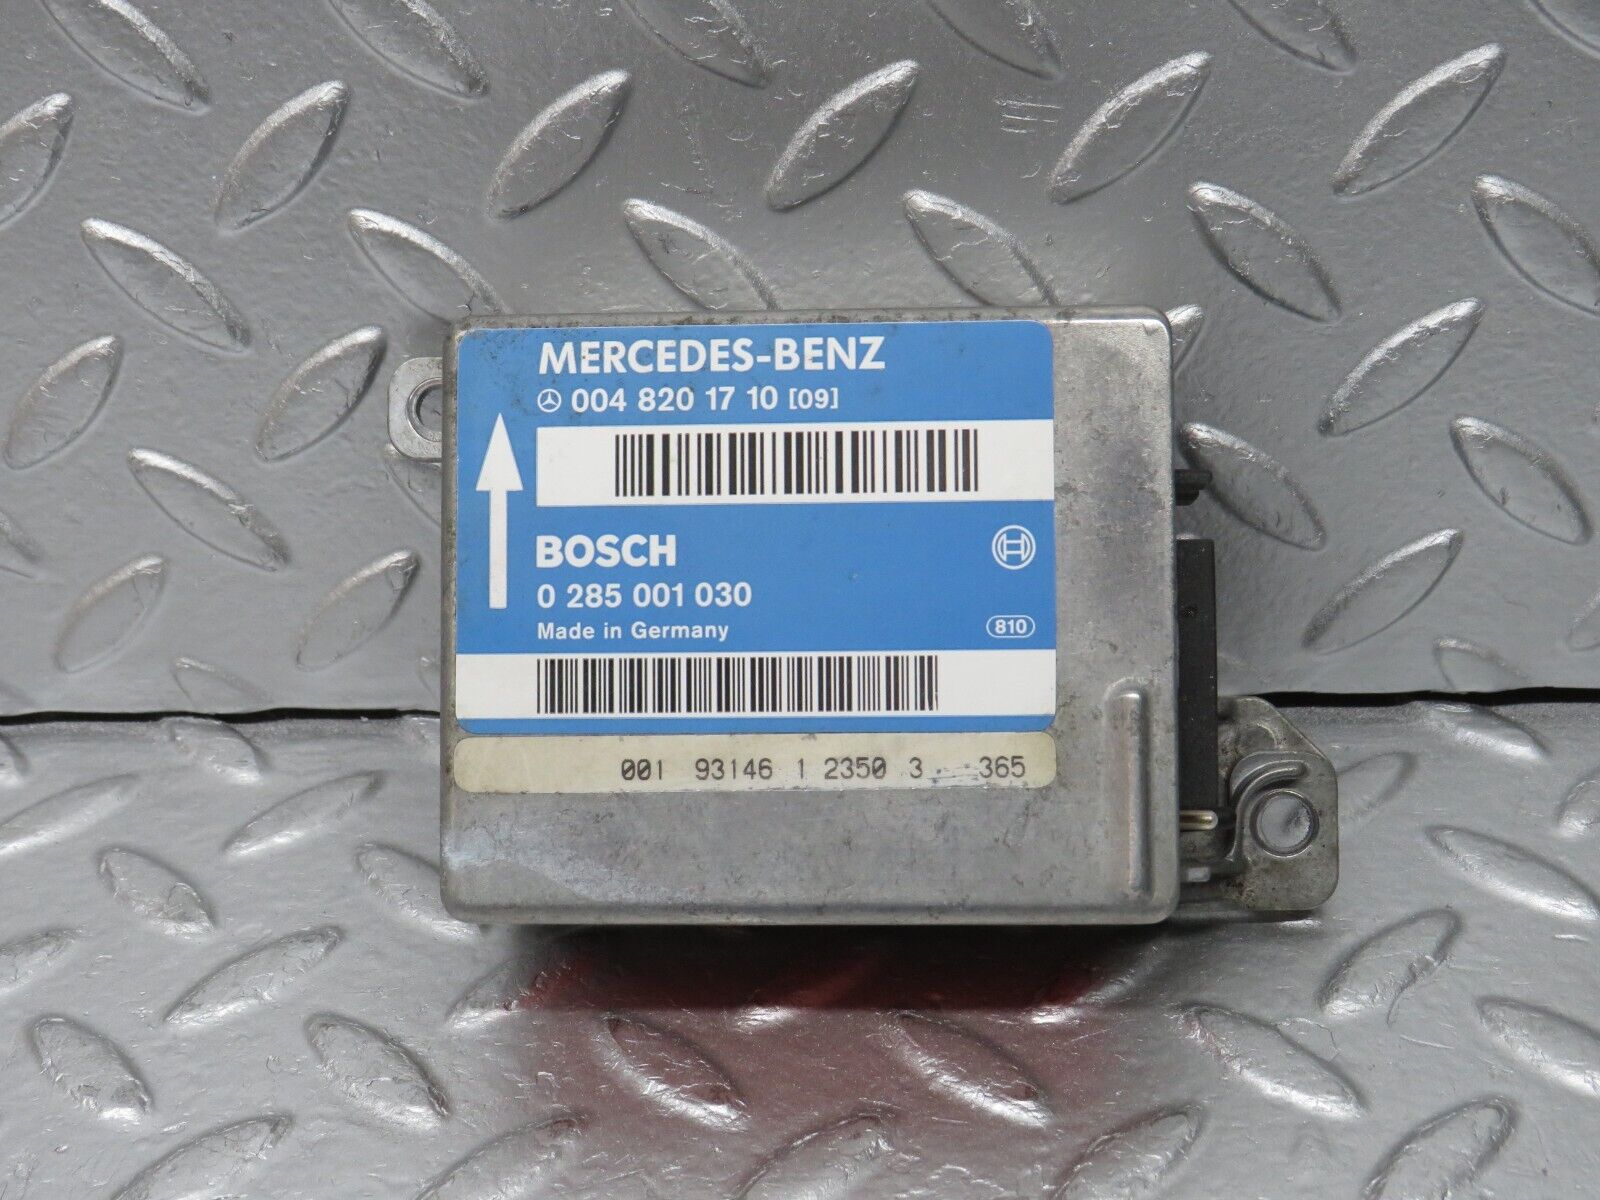 MERCEDES-BENZ
004 820 17 10 [09]
BOSCH
0 285 001 030
Made in Germany
810
001 93146 1 2350 3 365